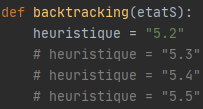 def backtracking(etatS):
    heuristique = "5.2"
    # heuristique = "5.3"
    # heuristique = "5.4"
    # heuristique = "5.5"